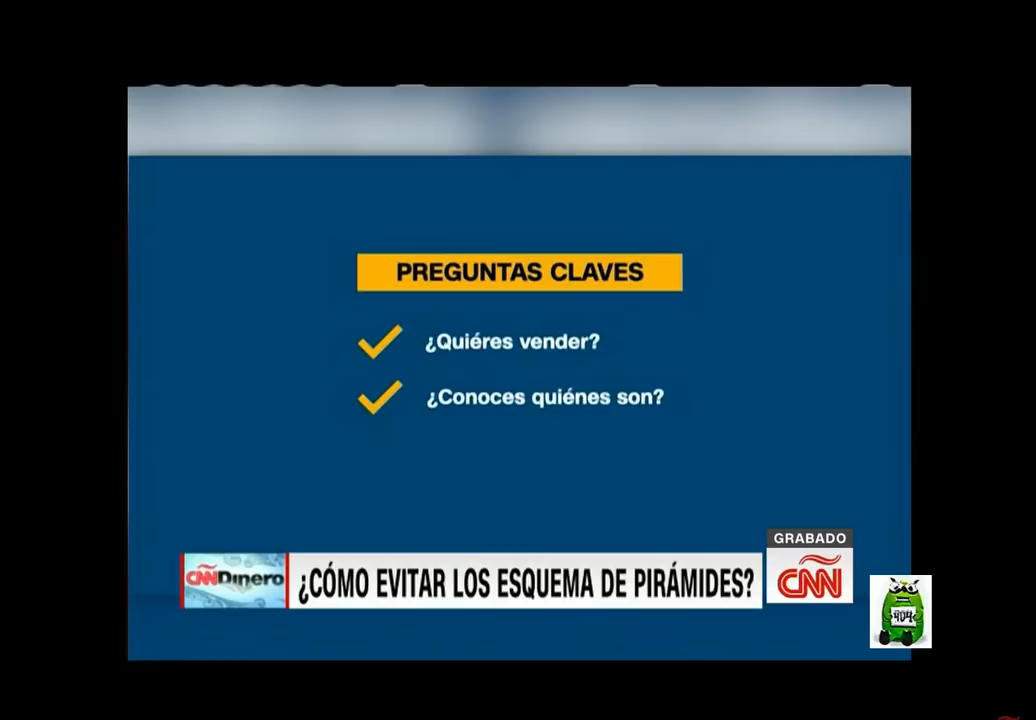 PREGUNTAS CLAVES
¿Quiéres vender?
¿Conoces quiénes son?
GRABADO
CNNDinero
¿CÓMO EVITAR LOS ESQUEMA DE PIRÁMIDES?
CNN
404